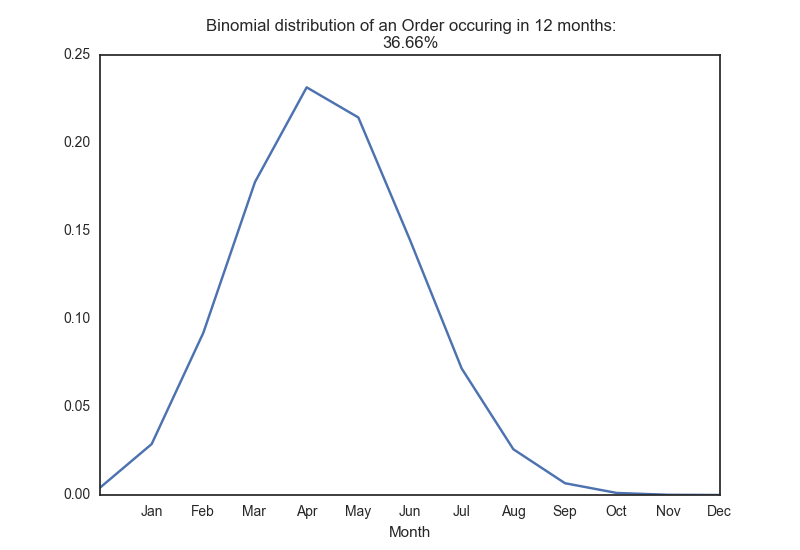 Binomial distribution of an Order occuring in 12 months:
36.66%
0.25
0.20
0.15
0.10
0.05
0.00
Jan Feb Mar Apr May Jun Jul Aug Sep Oct Nov Dec
Month